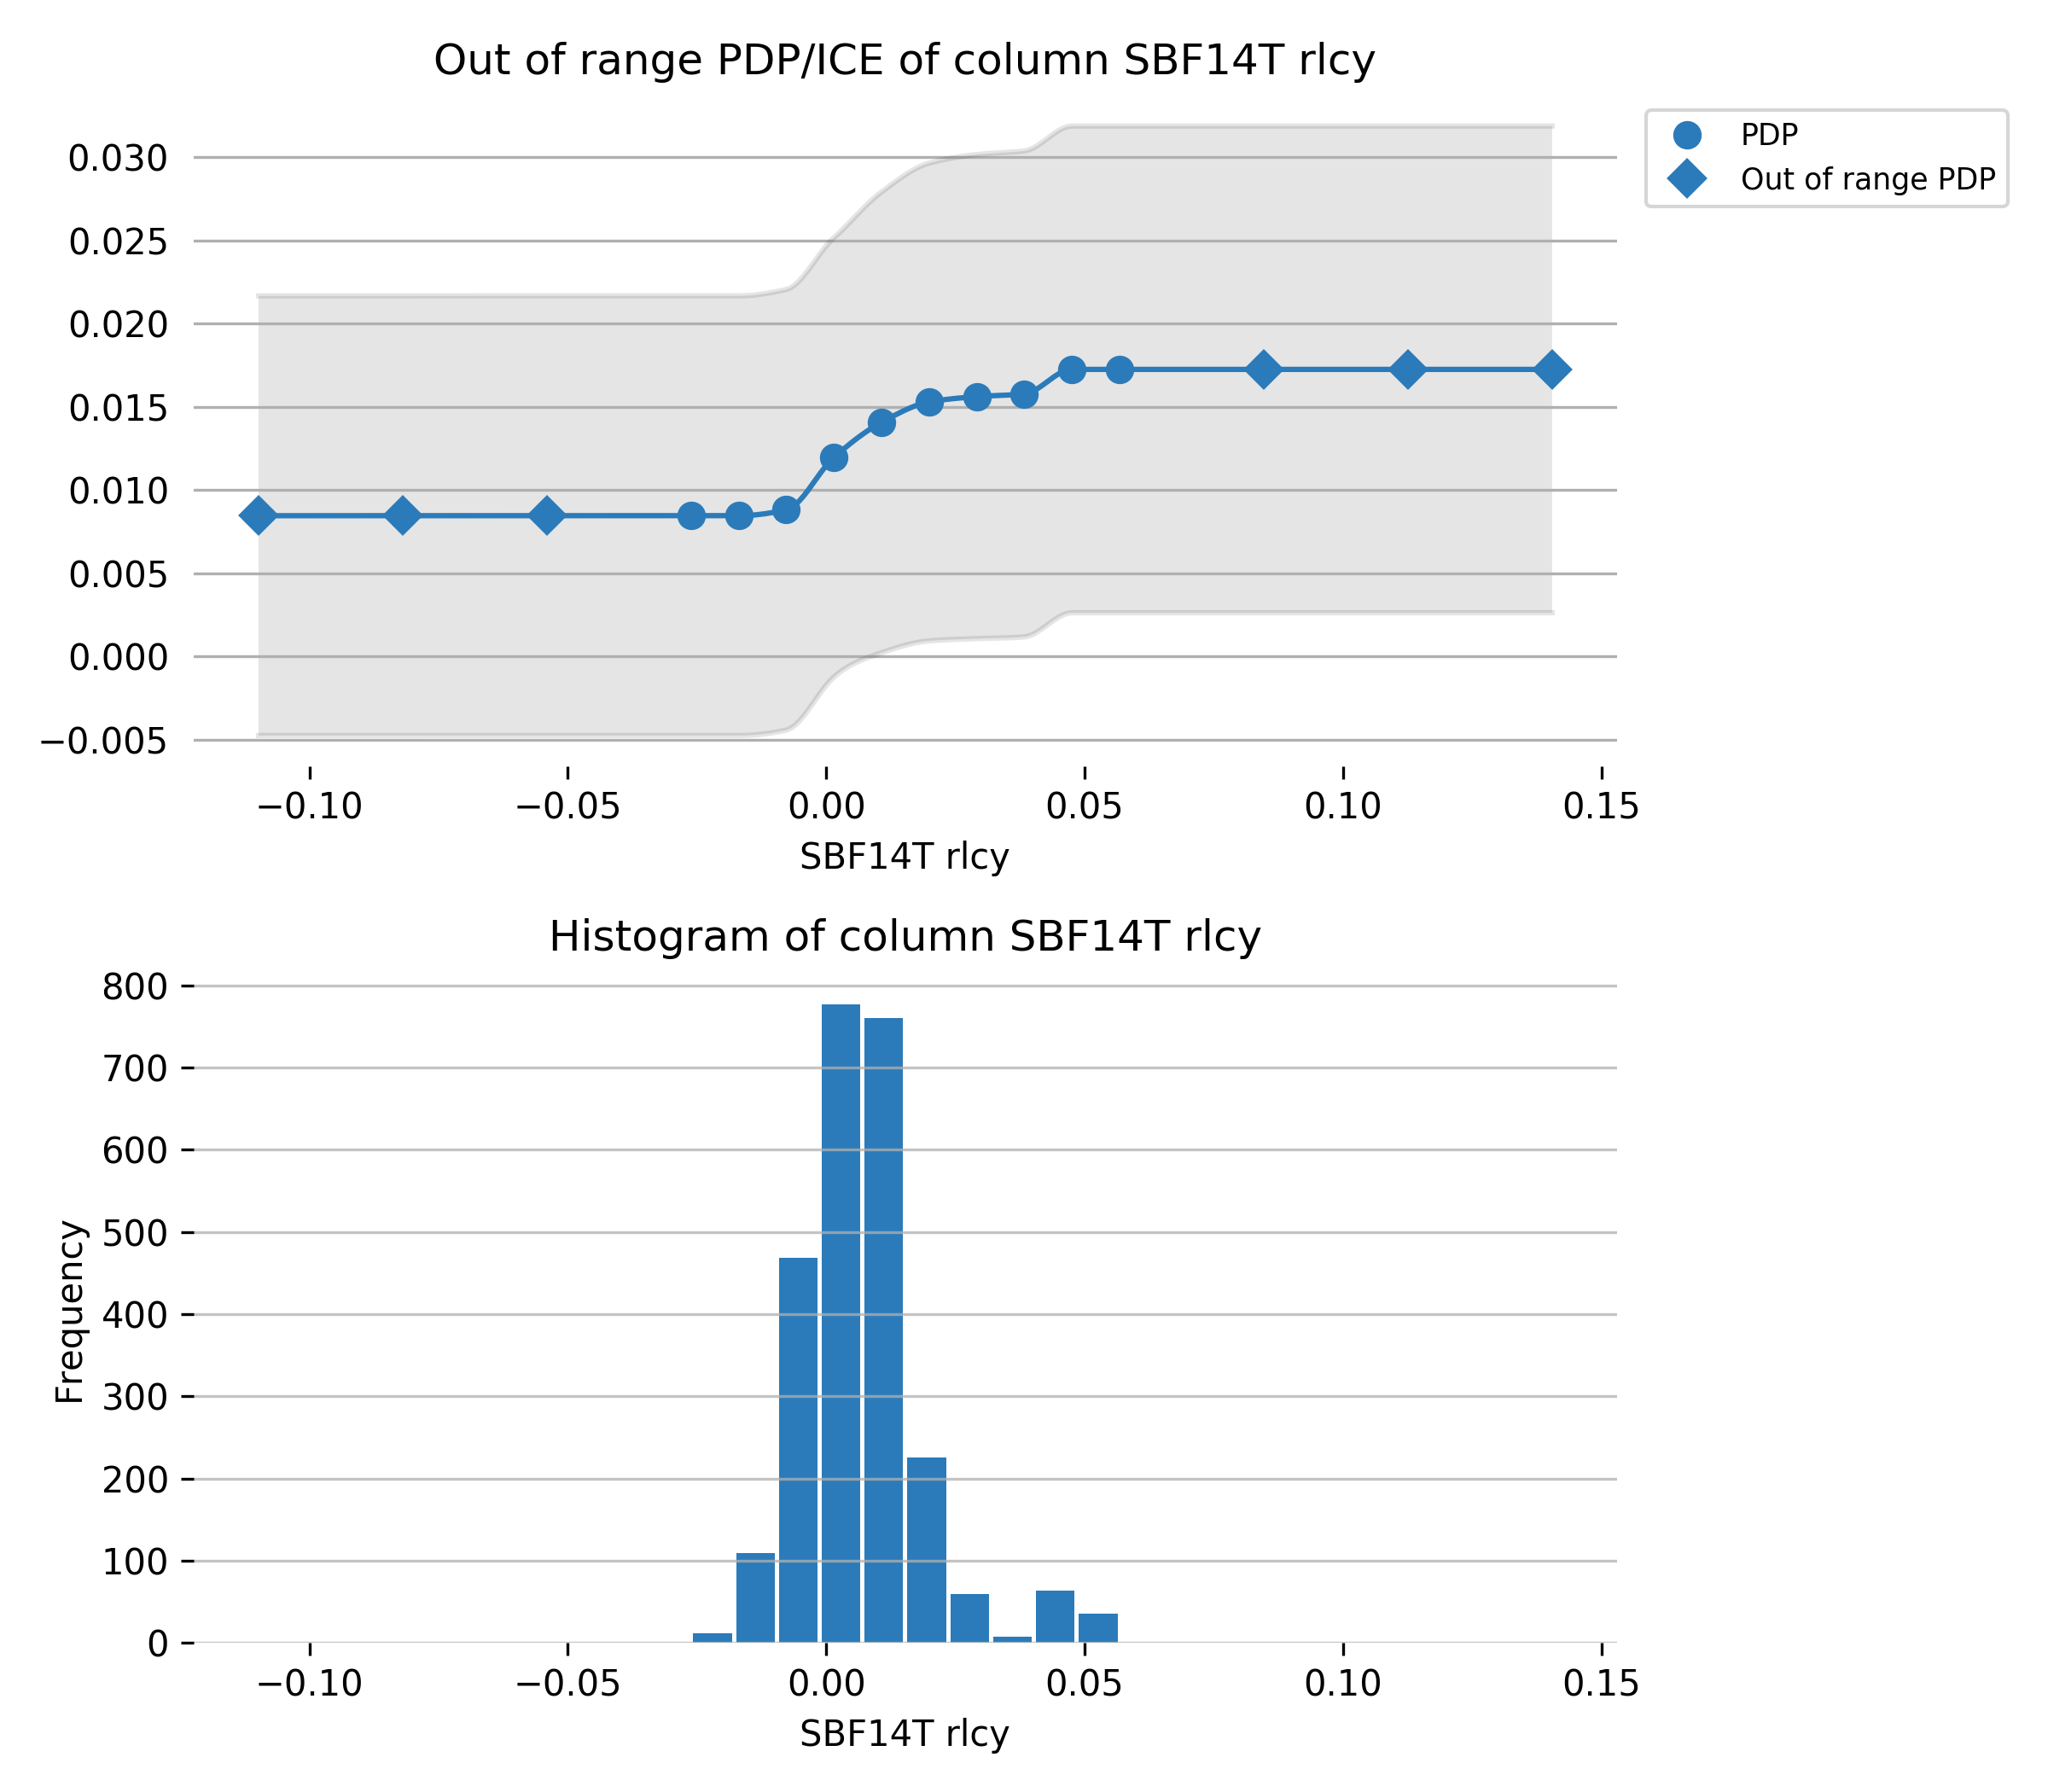 Out of range PDP/ICE of column SBF14T rlcy
PDP
Out of range PDP
0.030
0.025
0.020
0.015
0.010
0.005
0.000
−0.005
−0.10 −0.05 0.00 0.05 0.10 0.15
SBF14T rlcy
Histogram of column SBF14T rlcy
800
700
600
500
400
300
200
100
0
Frequency
−0.10 −0.05 0.00 0.05 0.10 0.15
SBF14T rlcy